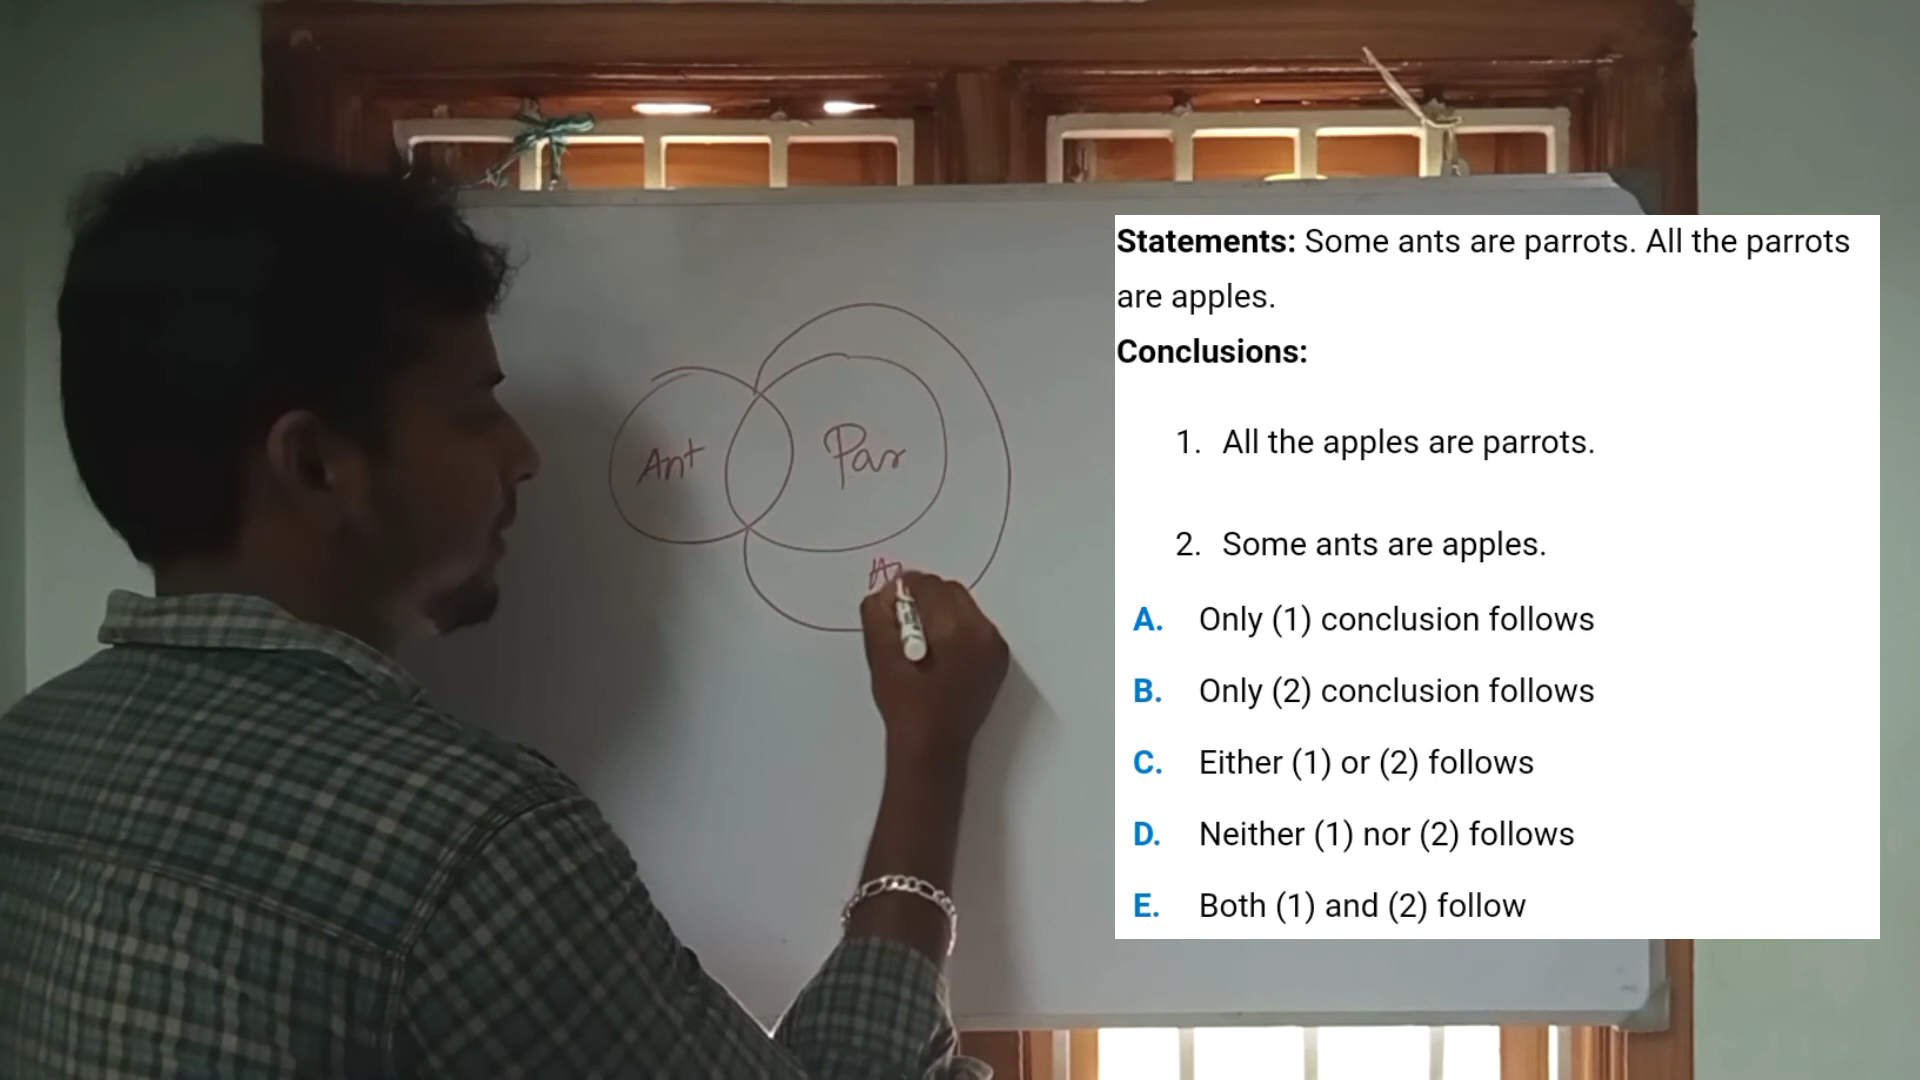 Ant
Par
Statements: Some ants are parrots. All the parrots
are apples.
Conclusions:
1. All the apples are parrots.
2. Some ants are apples.
A. Only (1) conclusion follows
B. Only (2) conclusion follows
C. Either (1) or (2) follows
D. Neither (1) nor (2) follows
E. Both (1) and (2) follow